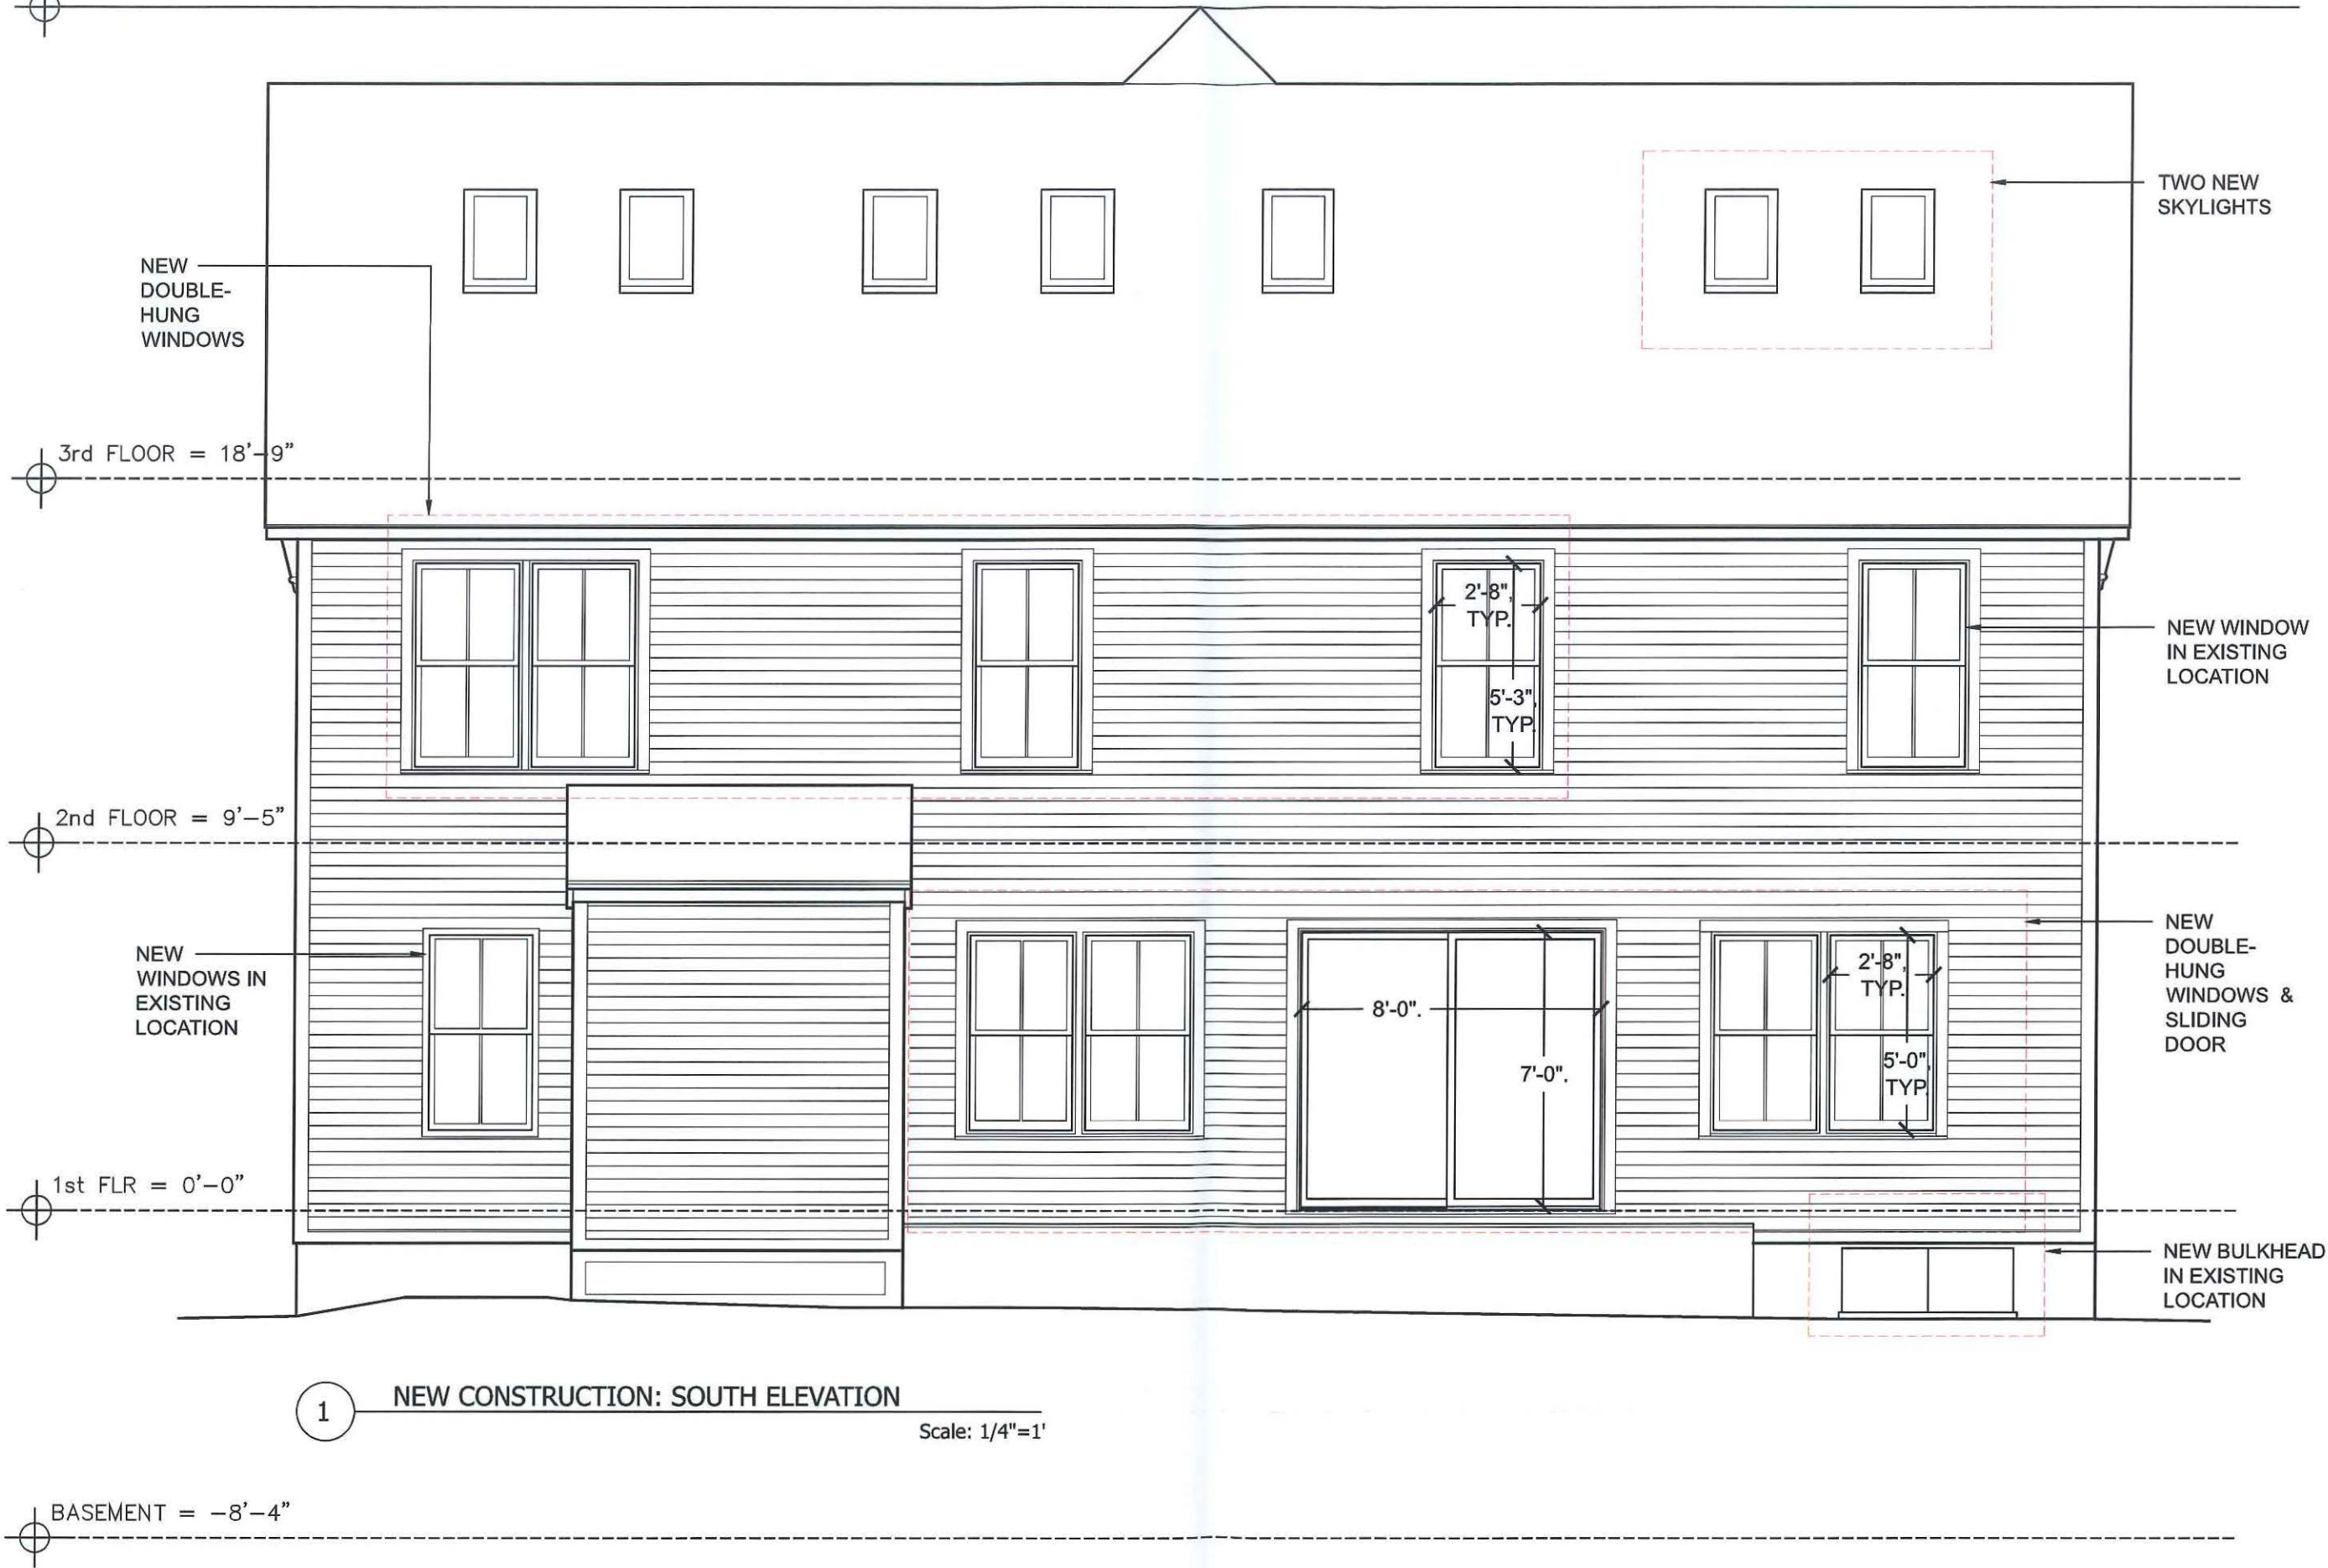 TWO NEW
SKYLIGHTS
NEW
DOUBLE-
HUNG
WINDOWS
3rd FLOOR = 18'-9"
2'-8",
TYP.
5'-3",
TYP.
NEW WINDOW
IN EXISTING
LOCATION
2nd FLOOR = 9'-5"
NEW
WINDOWS IN
EXISTING
LOCATION
8'-0".
7'-0".
2'-8",
TYP.
5'-0",
TYP.
NEW
DOUBLE-
HUNG
WINDOWS &
SLIDING
DOOR
1st FLR = 0'-0"
NEW BULKHEAD
IN EXISTING
LOCATION
1
NEW CONSTRUCTION: SOUTH ELEVATION
Scale: 1/4"=1'
BASEMENT = -8'-4"